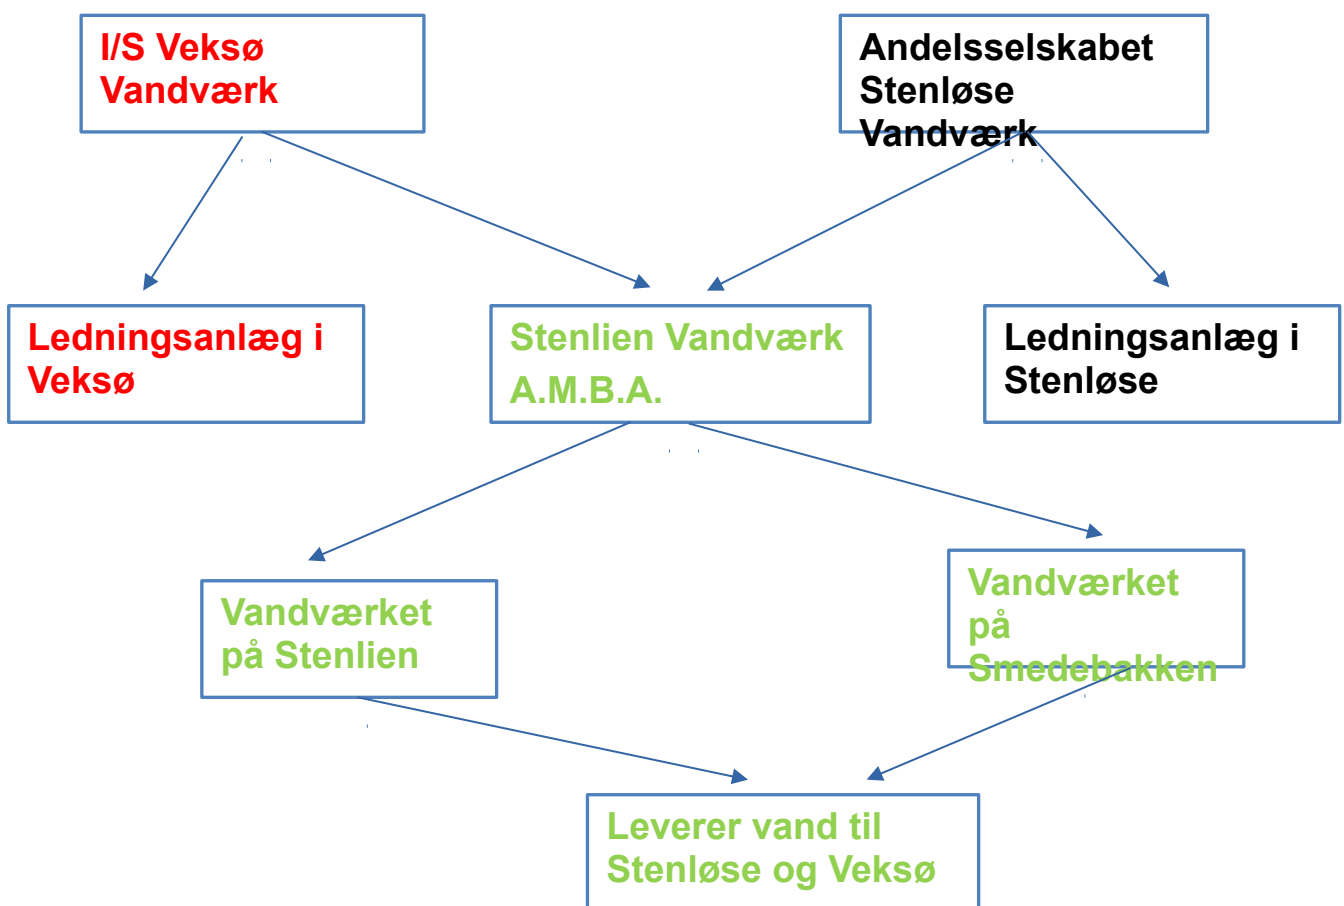 I/S Veksø
Vandværk
Andelsselskabet
Stenløse
Vandværk
Ledningsanlæg i
Veksø
Stenlien Vandværk
A.M.B.A.
Ledningsanlæg i
Stenløse
Vandværket
på Stenlien
Vandværket
på
Smedebakken
Leverer vand til
Stenløse og Veksø